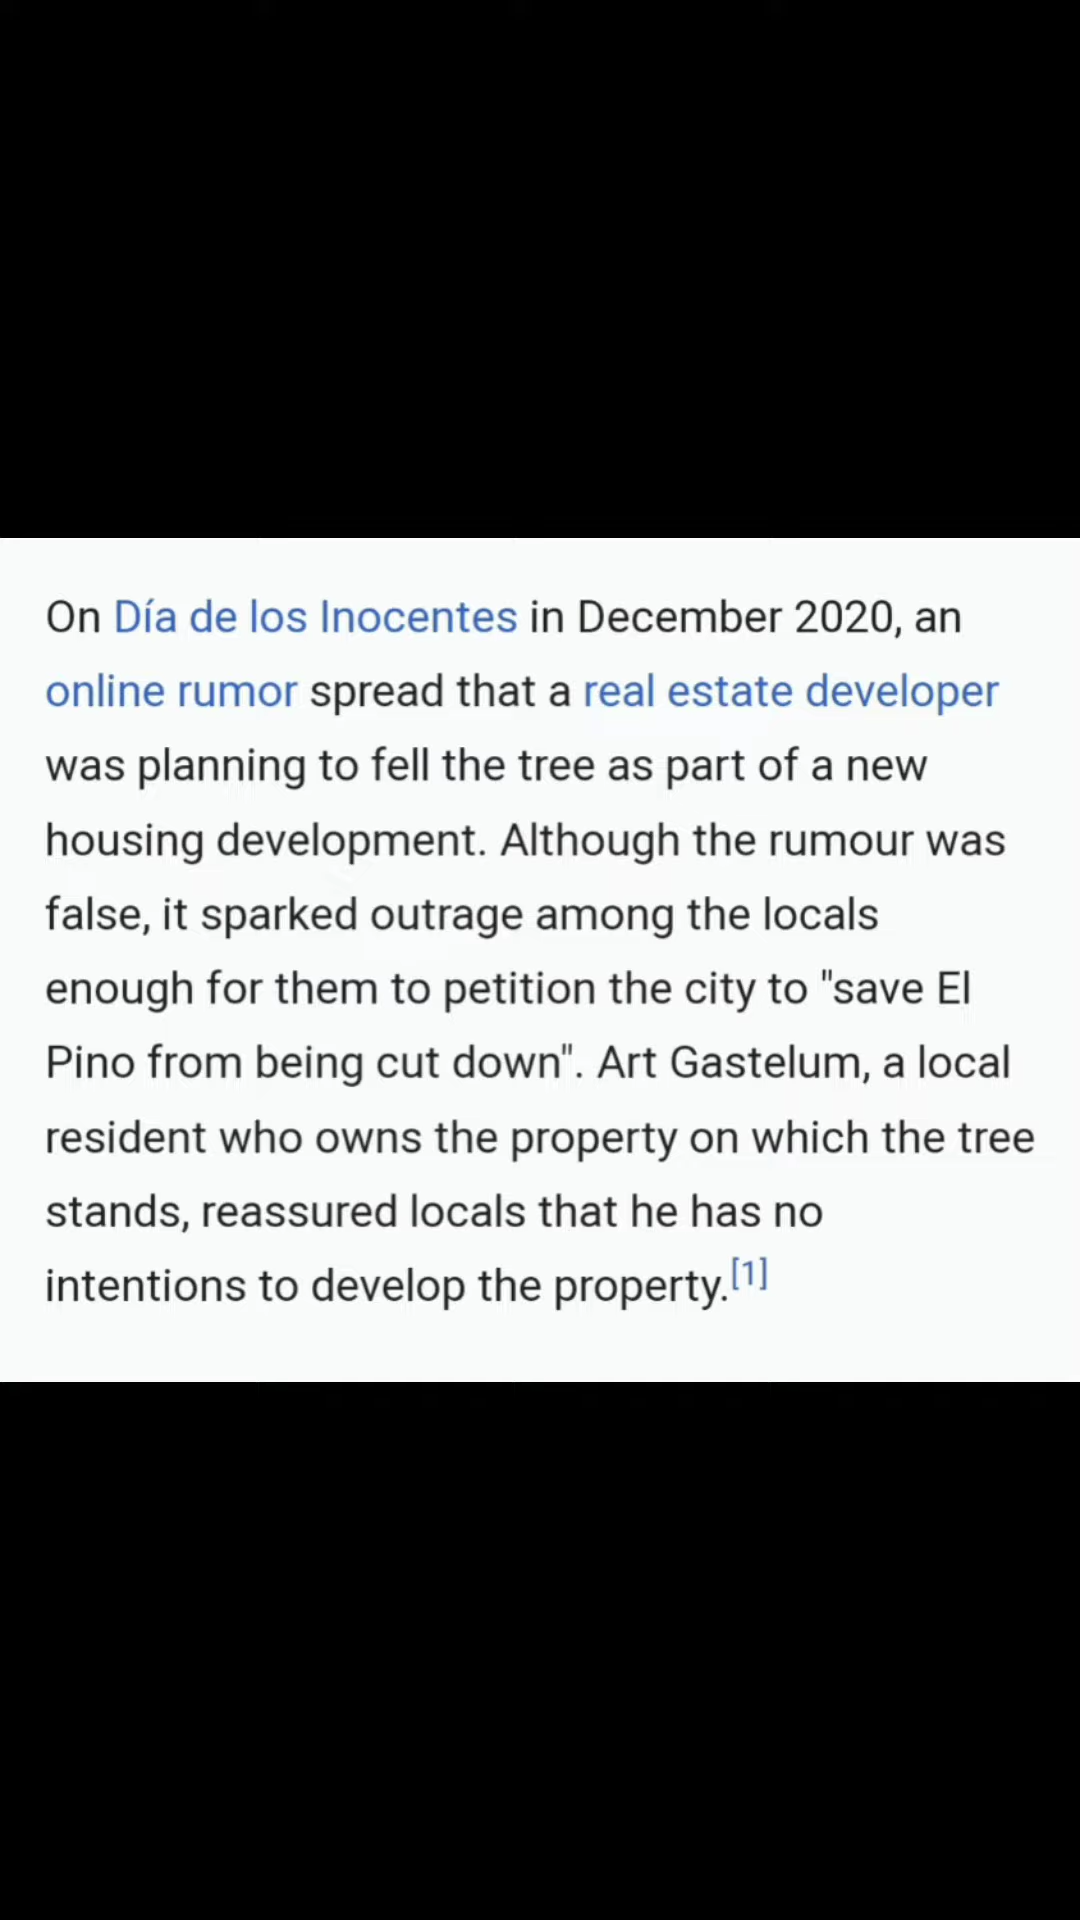 On Día de los Inocentes in December 2020, an
online rumor spread that a real estate developer
was planning to fell the tree as part of a new
housing development. Although the rumour was
false, it sparked outrage among the locals
enough for them to petition the city to "save El
Pino from being cut down". Art Gastelum, a local
resident who owns the property on which the tree
stands, reassured locals that he has no
intentions to develop the property.[1]